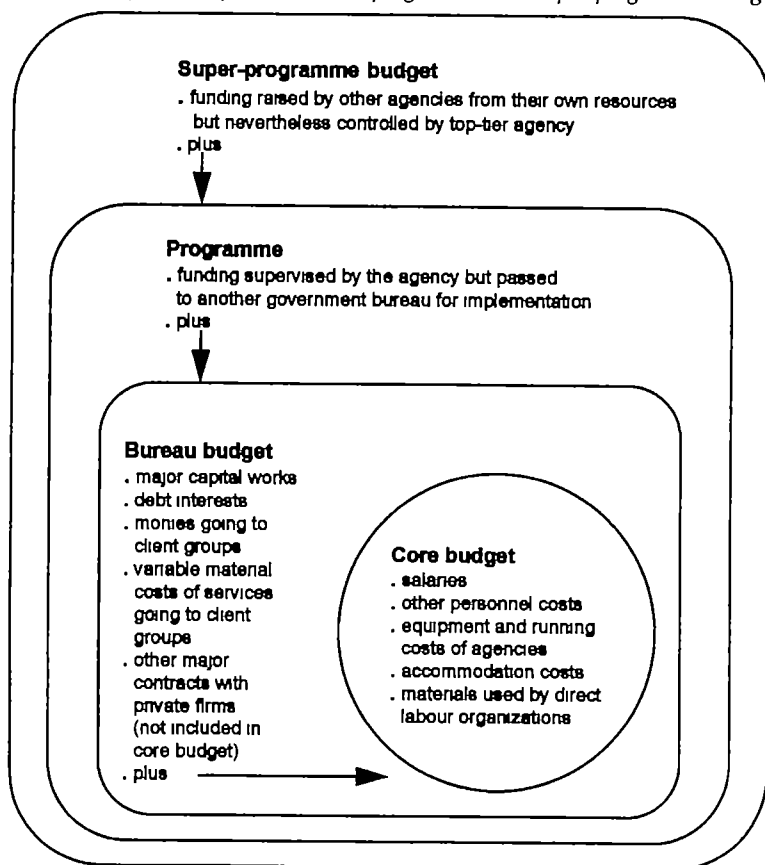 Super-programme budget
. funding raised by other agencies from their own resources
but nevertheless controlled by top-tier agency
. plus
Programme
. funding supervised by the agency but passed
to another government bureau for implementation
. plus
Bureau budget
. major capital works
. debt interests
. monies going to
client groups
. variable material
costs of services
going to client
groups
. other major
contracts with
private firms
(not included in
core budget)
. plus
Core budget
. salaries
. other personnel costs
. equipment and running
costs of agencies
. accommodation costs
. materials used by direct
labour organizations